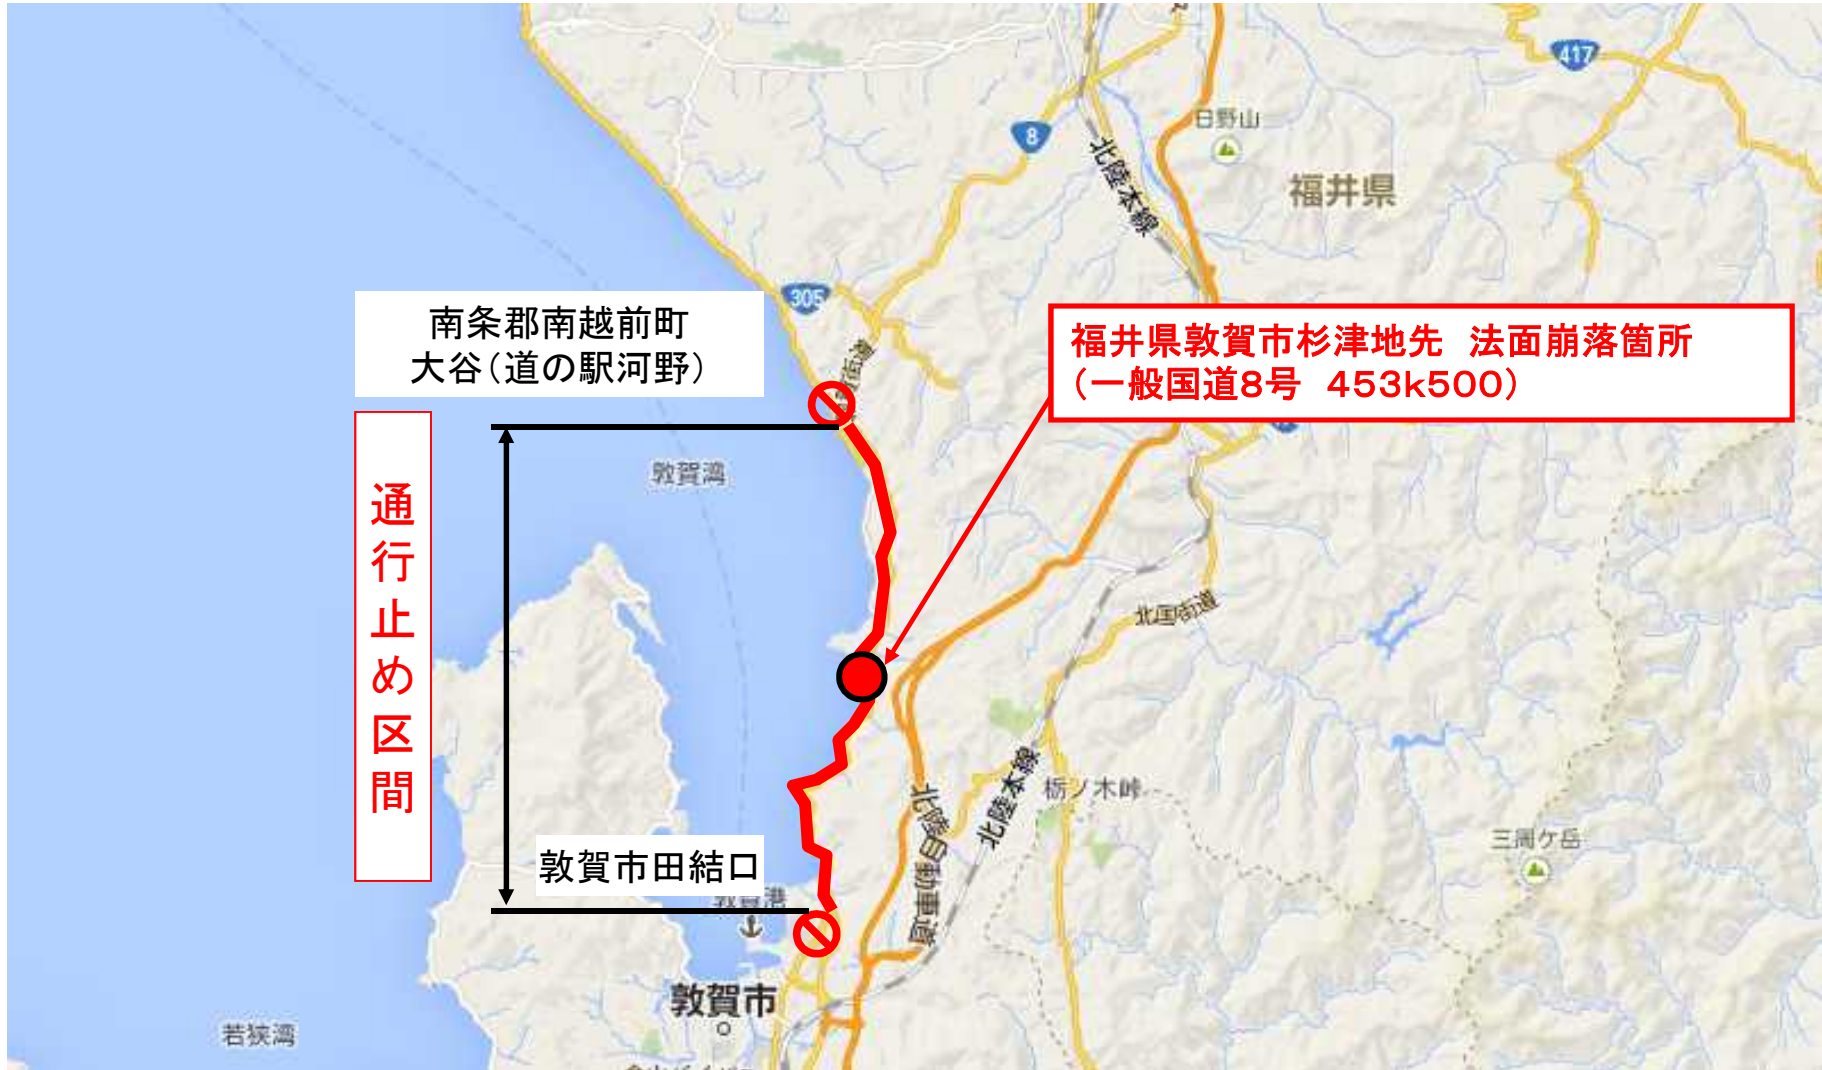 417
日野山
8
北陸本線
福井県
305
南条郡南越前町
大谷(道の駅河野)
福井県敦賀市杉津地先 法面崩落箇所
(一般国道8号 453k500)
敦賀湾
通行止め区間
北国街道
北陸本線
栃ノ木峠
北陸自動車道
三周ケ岳
敦賀市田結口
敦賀港
敦賀市
若狭湾